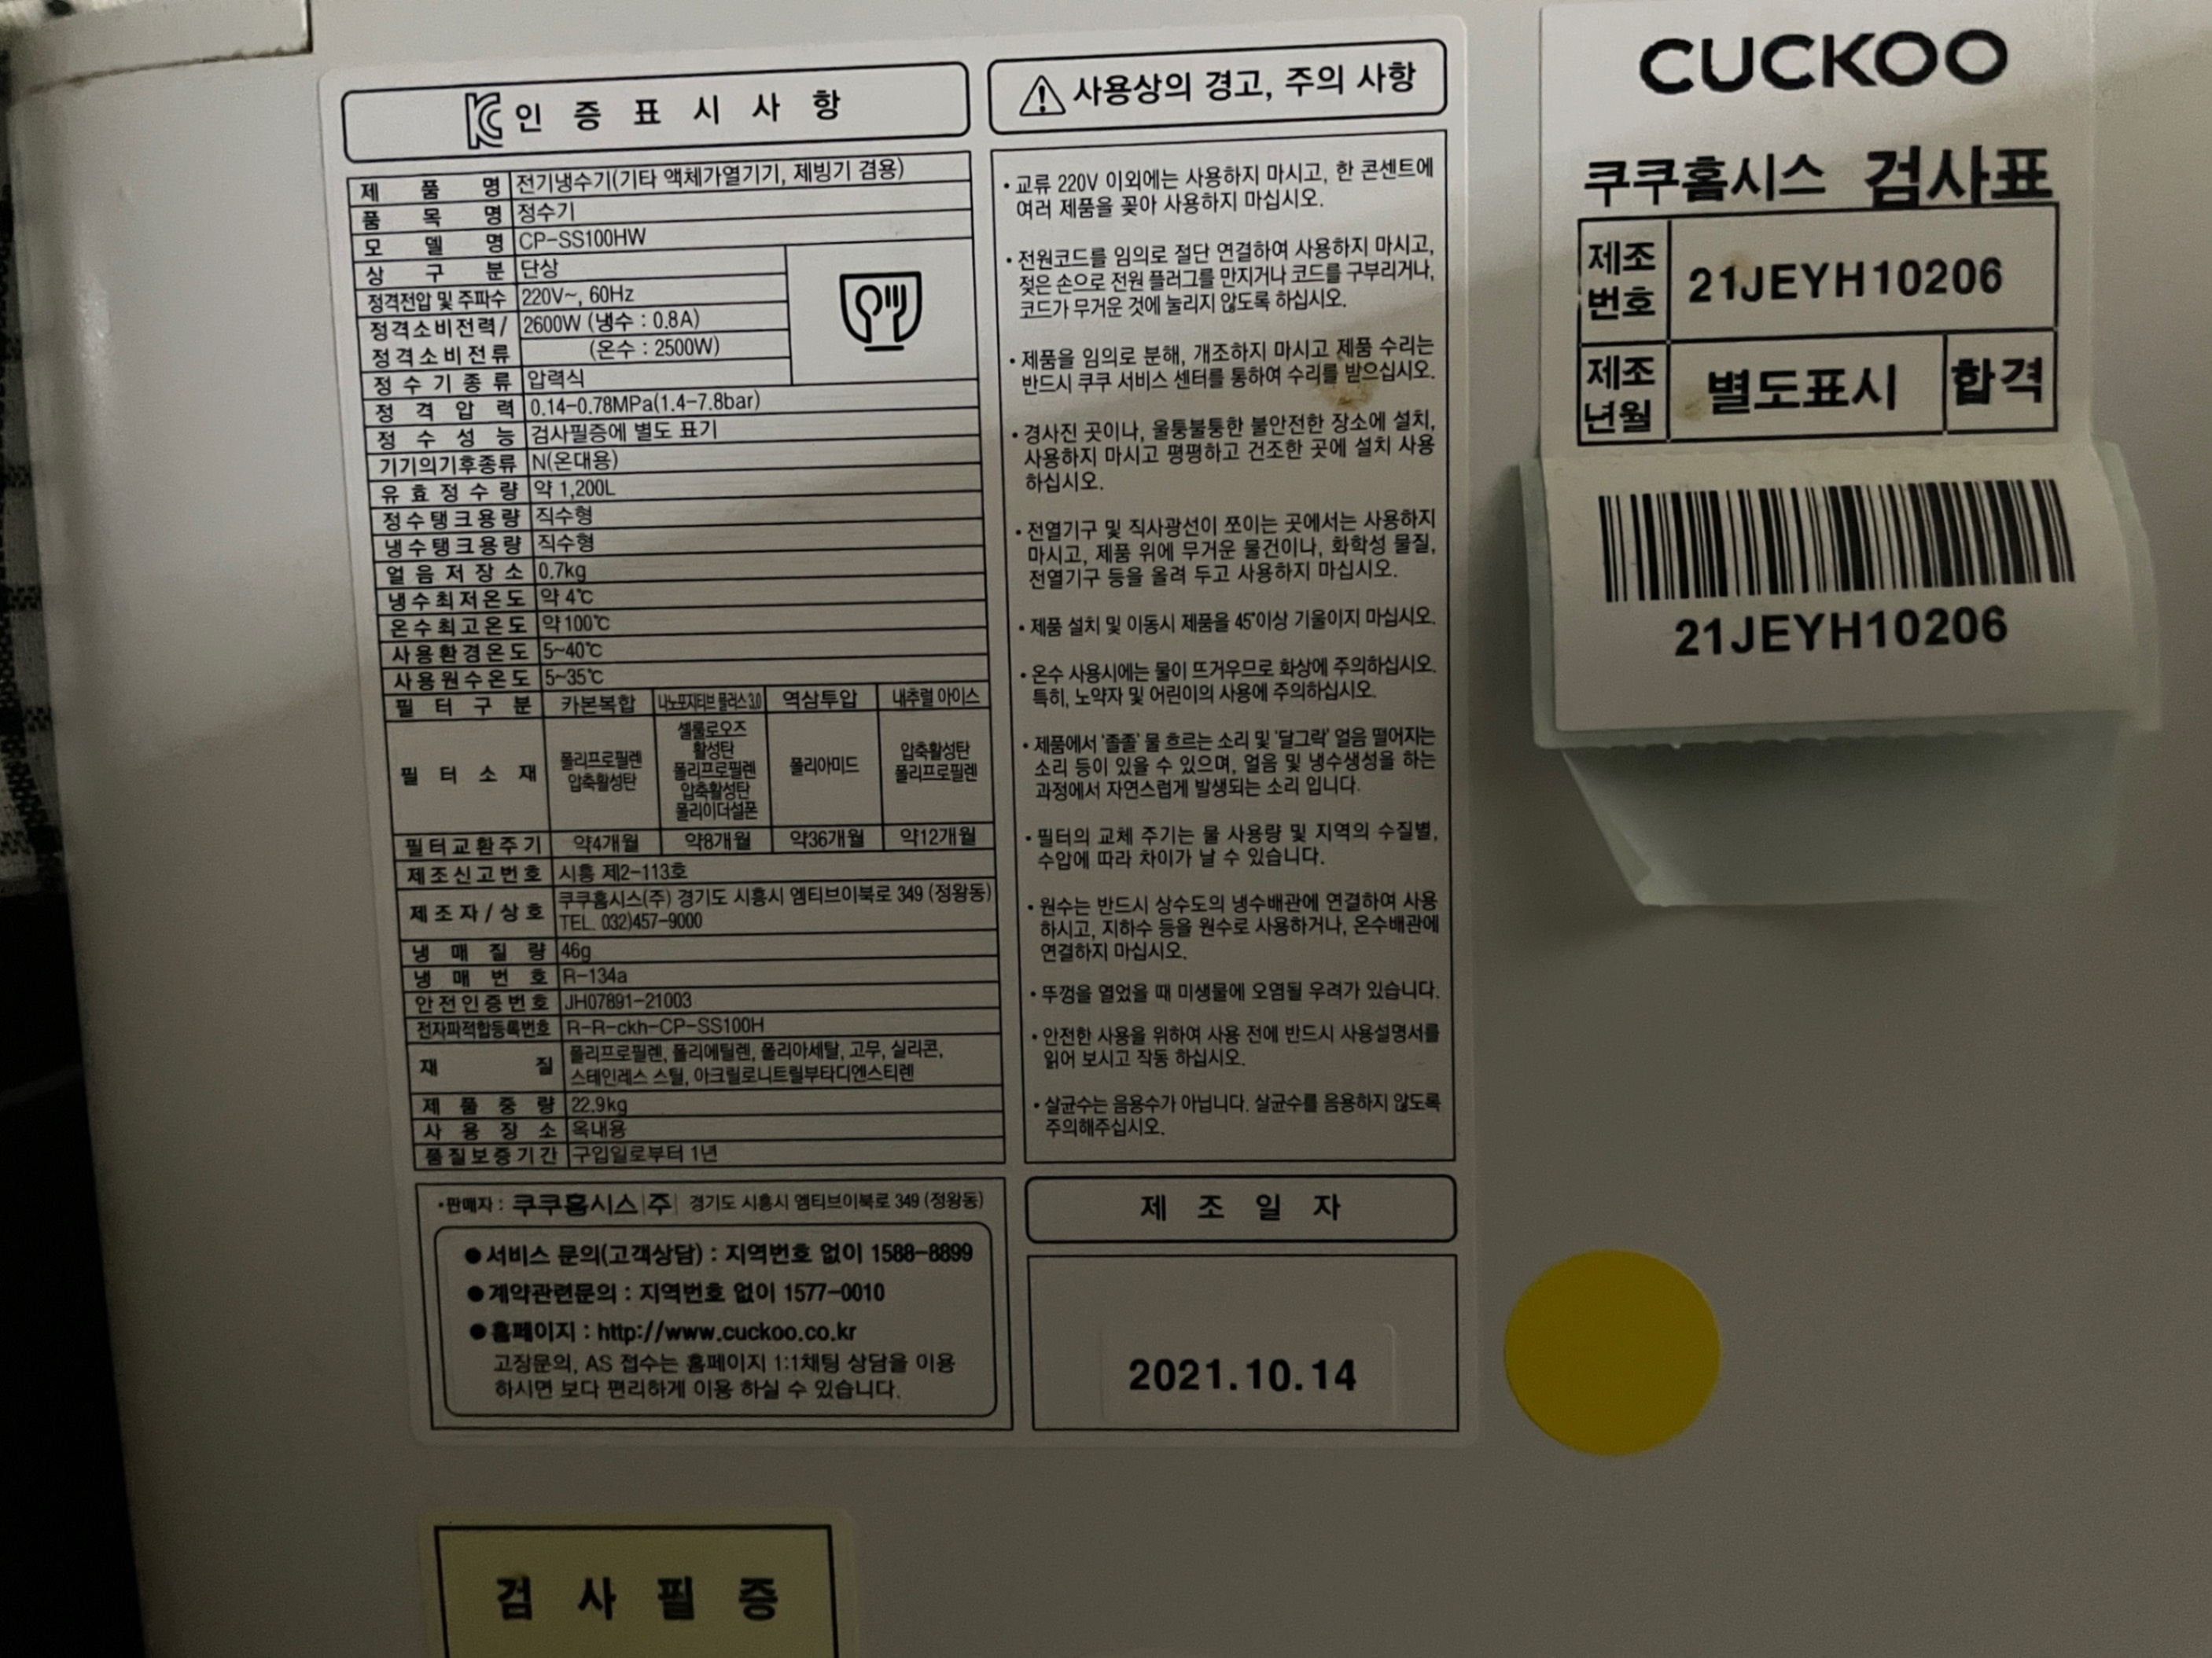 KC 인증표시사항
제품명 전기냉수기(기타 액체가열기기, 제빙기 겸용)
품목명 정수기
모델명 CP-SS100HW
상구분 단상
정격전압 및 주파수 220V~, 60Hz
정격소비전력/ 2600W (냉수 : 0.8A)
정격소비전류 (온수 : 2500W)
정수기종류 압력식
정격압력 0.14-0.78MPa(1.4-7.8bar)
정수성능 검사필증에 별도 표기
기기의기후종류 N(온대용)
유효정수량 약 1,200L
정수탱크용량 직수형
냉수탱크용량 직수형
얼음저장소 0.7kg
냉수최저온도 약 4℃
온수최고온도 약100℃
사용환경온도 5~40℃
사용원수온도 5~35℃
필터구분 카본복합 나노포지티브 플러스 3.0 역삼투압 내추럴 아이스
필터소재
폴리프로필렌
압축활성탄
셀룰로오즈
활성탄
폴리프로필렌
압축활성탄
폴리이더설폰
폴리아미드
압축활성탄
폴리프로필렌
필터교환주기 약4개월 약8개월 약36개월 약12개월
제조신고번호 시흥 제2-113호
제조자/상호 쿠쿠홈시스(주) 경기도 시흥시 엠티브이북로 349 (정왕동)
TEL. 032)457-9000
냉매질량 46g
냉매번호 R-134a
안전인증번호 JH07891-21003
전자파적합등록번호 R-R-ckh-CP-SS100H
재질 폴리프로필렌, 폴리에틸렌, 폴리아세탈, 고무, 실리콘,
스테인레스 스틸, 아크릴로니트릴부타디엔스티렌
제품중량 22.9kg
사용장소 옥내용
품질보증기간 구입일로부터 1년
•판매자 : 쿠쿠홈시스(주) 경기도 시흥시 엠티브이북로 349 (정왕동)
●서비스 문의(고객상담) : 지역번호 없이 1588-8899
●계약관련문의 : 지역번호 없이 1577-0010
●홈페이지 : http://www.cuckoo.co.kr
고장문의, AS 접수는 홈페이지 1:1채팅 상담을 이용
하시면 보다 편리하게 이용 하실 수 있습니다.
사용상의 경고, 주의 사항
• 교류 220V 이외에는 사용하지 마시고, 한 콘센트에
여러 제품을 꽂아 사용하지 마십시오.
• 전원코드를 임의로 절단 연결하여 사용하지 마시고,
젖은 손으로 전원 플러그를 만지거나 코드를 구부리거나,
코드가 무거운 것에 눌리지 않도록 하십시오.
• 제품을 임의로 분해, 개조하지 마시고 제품 수리는
반드시 쿠쿠 서비스 센터를 통하여 수리를 받으십시오.
• 경사진 곳이나, 울퉁불퉁한 불안전한 장소에 설치,
사용하지 마시고 평평하고 건조한 곳에 설치 사용
하십시오.
• 전열기구 및 직사광선이 쪼이는 곳에서는 사용하지
마시고, 제품 위에 무거운 물건이나, 화학성 물질,
전열기구 등을 올려 두고 사용하지 마십시오.
• 제품 설치 및 이동시 제품을 45°이상 기울이지 마십시오.
• 온수 사용시에는 물이 뜨거우므로 화상에 주의하십시오.
특히, 노약자 및 어린이의 사용에 주의하십시오.
• 제품에서 '졸졸' 물 흐르는 소리 및 '달그락' 얼음 떨어지는
소리 등이 있을 수 있으며, 얼음 및 냉수생성을 하는
과정에서 자연스럽게 발생되는 소리 입니다.
• 필터의 교체 주기는 물 사용량 및 지역의 수질별,
수압에 따라 차이가 날 수 있습니다.
• 원수는 반드시 상수도의 냉수배관에 연결하여 사용
하시고, 지하수 등을 원수로 사용하거나, 온수배관에
연결하지 마십시오.
• 뚜껑을 열었을 때 미생물에 오염될 우려가 있습니다.
• 안전한 사용을 위하여 사용 전에 반드시 사용설명서를
읽어 보시고 작동 하십시오.
• 살균수는 음용수가 아닙니다. 살균수를 음용하지 않도록
주의해주십시오.
제조일자
2021.10.14
CUCKOO
쿠쿠홈시스 검사표
제조번호 21JEYH10206
제조년월 별도표시 합격
21JEYH10206
검사필증